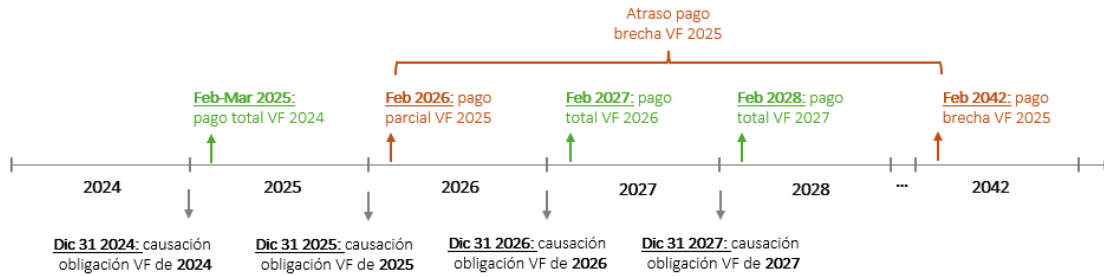 Atraso pago
brecha VF 2025
Feb-Mar 2025:
pago total VF 2024
Feb 2026: pago
parcial VF 2025
Feb 2027: pago
total VF 2026
Feb 2028: pago
total VF 2027
Feb 2042: pago
brecha VF 2025
2024
2025
2026
2027
2028
...
2042
Dic 31 2024: causación
obligación VF de 2024
Dic 31 2025: causación
obligación VF de 2025
Dic 31 2026: causación
obligación VF de 2026
Dic 31 2027: causación
obligación VF de 2027